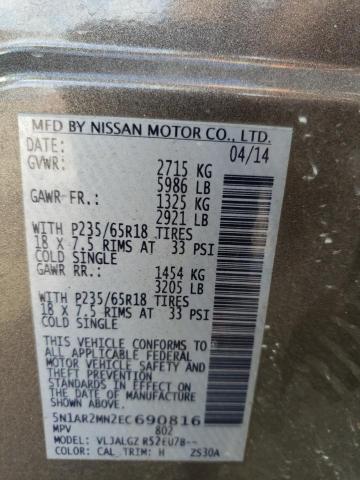 MFD BY NISSAN MOTOR CO., LTD.
DATE: 04/14
GVWR: 2715 KG
5986 LB
GAWR FR.: 1325 KG
2921 LB
WITH P235/65R18 TIRES
18 X 7.5 RIMS AT 33 PSI
COLD SINGLE
GAWR RR.: 1454 KG
3205 LB
WITH P235/65R18 TIRES
18 X 7.5 RIMS AT 33 PSI
COLD SINGLE
THIS VEHICLE CONFORMS TO
ALL APPLICABLE FEDERAL
MOTOR VEHICLE SAFETY
STANDARDS IN EFFECT ON
THE DATE OF MANUFACTURE
SHOWN ABOVE.
5N1AR2MN2EC690816
MPV 802
MODEL: VLJALGZ R52EU7B--
COLOR: CAL TRIM: H ZS30A